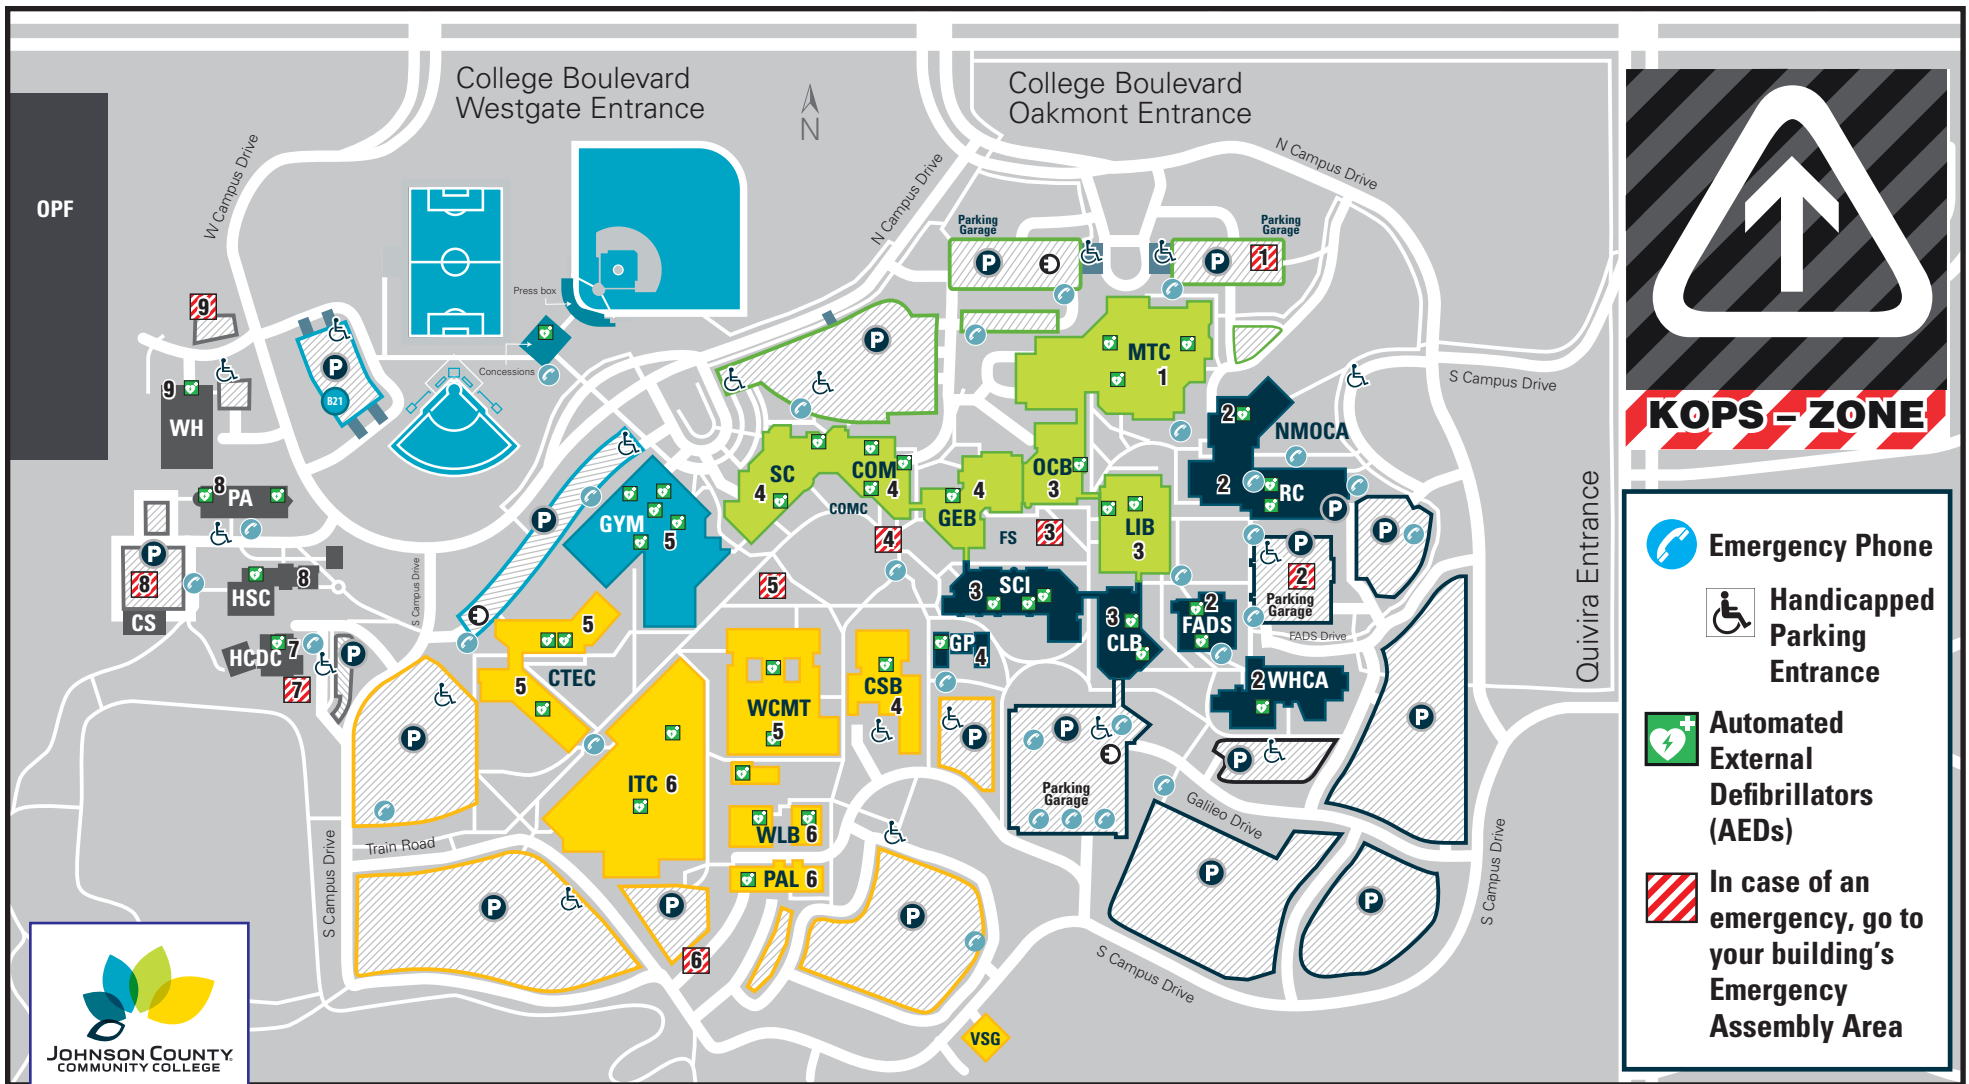 College Boulevard
Westgate Entrance
College Boulevard
Oakmont Entrance
N
OPF
W Campus Drive
N Campus Drive
N Campus Drive
S Campus Drive
Quivira Entrance
Parking
Garage
P
Parking
Garage
P
1
Press box
Concessions
9
P
B21
9
WH
P
MTC
1
2
NMOCA
2
RC
P
SC
4
COM
4
COMC
GEB
4
OCB
3
LIB
3
FS
3
4
5
GYM
5
P
8
PA
P
8
CS
HSC
8
HCDC
7
7
P
S Campus Drive
P
P
2
Parking
Garage
FADS Drive
3
SCI
3
CLB
2
FADS
GP
4
2
WHCA
P
P
5
CTEC
5
P
WCMT
5
CSB
4
P
P
Parking
Garage
ITC 6
WLB 6
PAL 6
Train Road
S Campus Drive
P
P
6
P
P
P
Galileo Drive
S Campus Drive
S Campus Drive
VSG
JOHNSON COUNTY
COMMUNITY COLLEGE
KOPS – ZONE
Emergency Phone
Handicapped
Parking
Entrance
Automated
External
Defibrillators
(AEDs)
In case of an
emergency, go to
your building’s
Emergency
Assembly Area